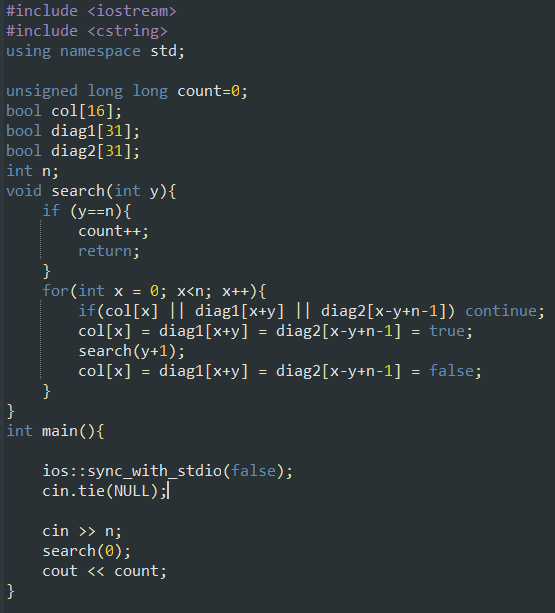 #include <iostream>
#include <cstring>
using namespace std;
unsigned long long count=0;
bool col[16];
bool diag1[31];
bool diag2[31];
int n;
void search(int y){
    if (y==n){
        count++;
        return;
    }
    for(int x = 0; x<n; x++){
        if(col[x] || diag1[x+y] || diag2[x-y+n-1]) continue;
        col[x] = diag1[x+y] = diag2[x-y+n-1] = true;
        search(y+1);
        col[x] = diag1[x+y] = diag2[x-y+n-1] = false;
    }
}
int main(){
    ios::sync_with_stdio(false);
    cin.tie(NULL);
    cin >> n;
    search(0);
    cout << count;
}